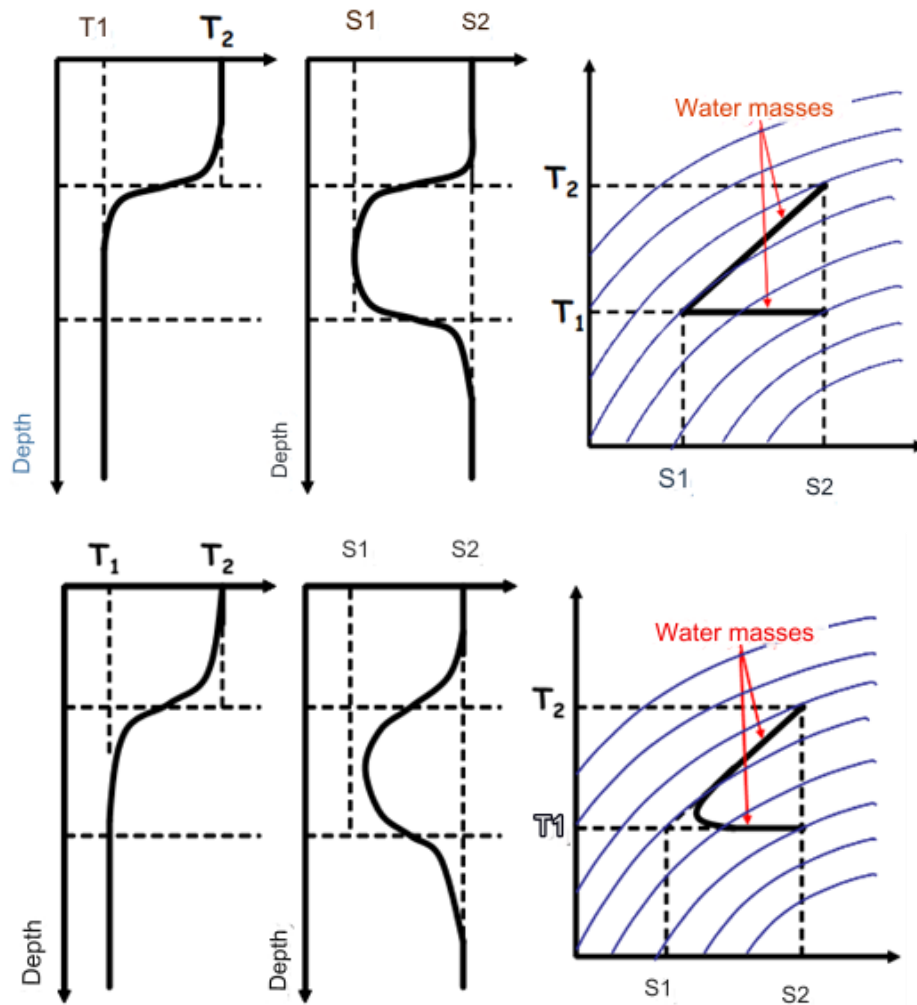 T1 T₂ S1 S2
Water masses
T₂
T₁
Depth
Depth
S1 S2
T₁ T₂ S1 S2
Water masses
T₂
T1
Depth
Depth
S1 S2